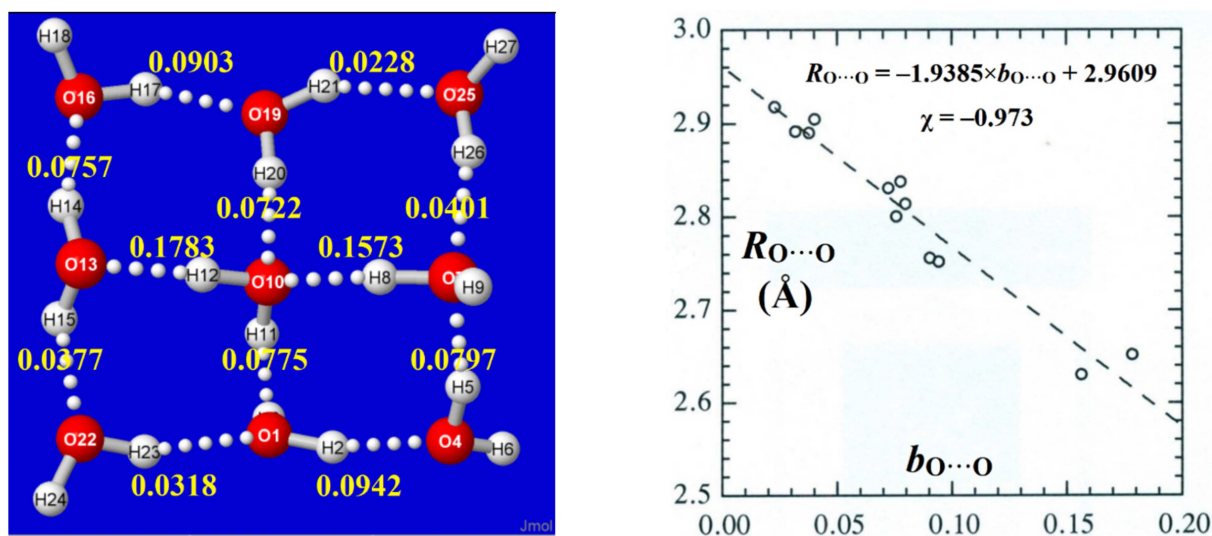 H18
0.0903
0.0228
H27
O16
H17
H21
O25
O19
H26
H20
0.0757
0.0722
0.0401
H14
0.1783
0.1573
O13
H12
O10
H8
H9
H15
H11
0.0377
0.0775
0.0797
H5
O22
H23
O1
H2
O4
H6
0.0318
0.0942
H24
Jmol
3.0
R_O···O = –1.9385×b_O···O + 2.9609
χ = –0.973
2.9
2.8
R_O···O
(Å)
2.7
2.6
b_O···O
2.5
0.00 0.05 0.10 0.15 0.20